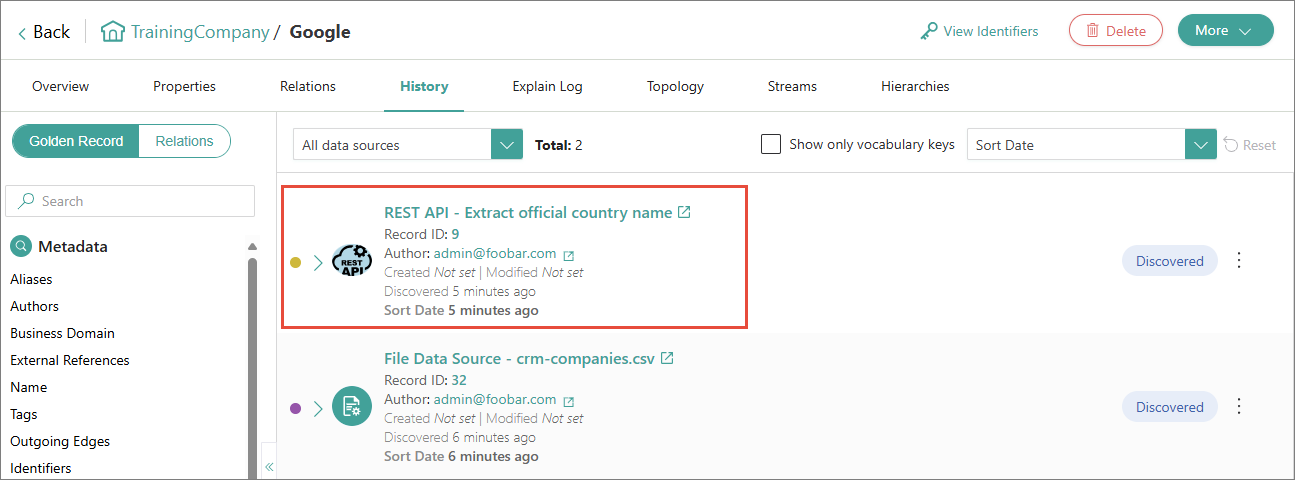 Back TrainingCompany / Google View Identifiers Delete More
Overview Properties Relations History Explain Log Topology Streams Hierarchies
Golden Record Relations
All data sources Total: 2 Show only vocabulary keys Sort Date Reset
Search
Metadata
Aliases
Authors
Business Domain
External References
Name
Tags
Outgoing Edges
Identifiers
REST API
REST API - Extract official country name
Record ID: 9
Author: admin@foobar.com
Created Not set | Modified Not set
Discovered 5 minutes ago
Sort Date 5 minutes ago
Discovered
File Data Source - crm-companies.csv
Record ID: 32
Author: admin@foobar.com
Created Not set | Modified Not set
Discovered 6 minutes ago
Sort Date 6 minutes ago
Discovered